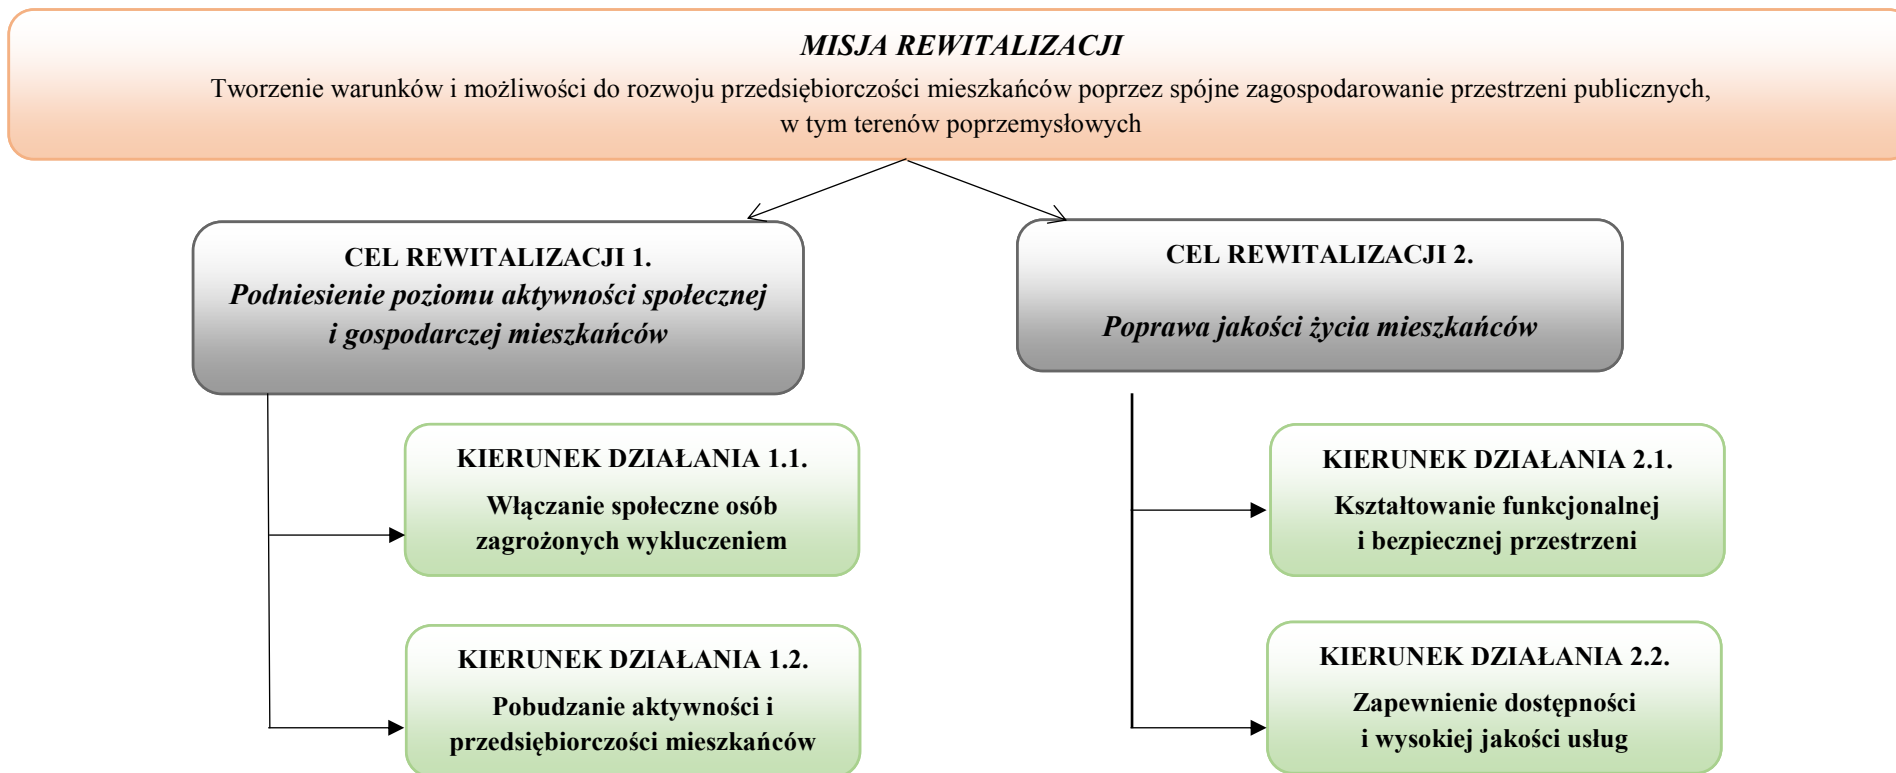 MISJA REWITALIZACJI
Tworzenie warunków i możliwości do rozwoju przedsiębiorczości mieszkańców poprzez spójne zagospodarowanie przestrzeni publicznych,
w tym terenów poprzemysłowych
CEL REWITALIZACJI 1.
Podniesienie poziomu aktywności społecznej
i gospodarczej mieszkańców
CEL REWITALIZACJI 2.
Poprawa jakości życia mieszkańców
KIERUNEK DZIAŁANIA 1.1.
Włączanie społeczne osób
zagrożonych wykluczeniem
KIERUNEK DZIAŁANIA 1.2.
Pobudzanie aktywności i
przedsiębiorczości mieszkańców
KIERUNEK DZIAŁANIA 2.1.
Kształtowanie funkcjonalnej
i bezpiecznej przestrzeni
KIERUNEK DZIAŁANIA 2.2.
Zapewnienie dostępności
i wysokiej jakości usług